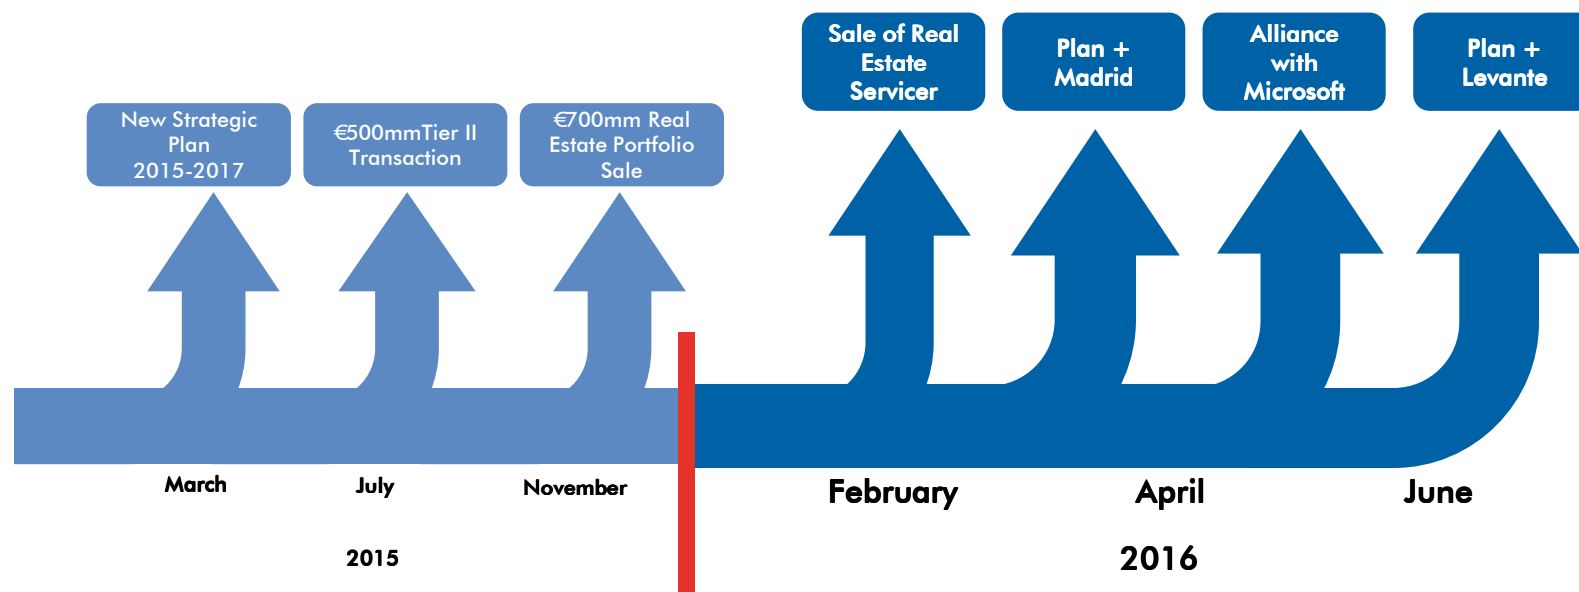 Sale of Real
Estate
Servicer
Plan +
Madrid
Alliance
with
Microsoft
Plan +
Levante
New Strategic
Plan
2015-2017
€500mmTier II
Transaction
€700mm Real
Estate Portfolio
Sale
March
July
November
February
April
June
2015
2016